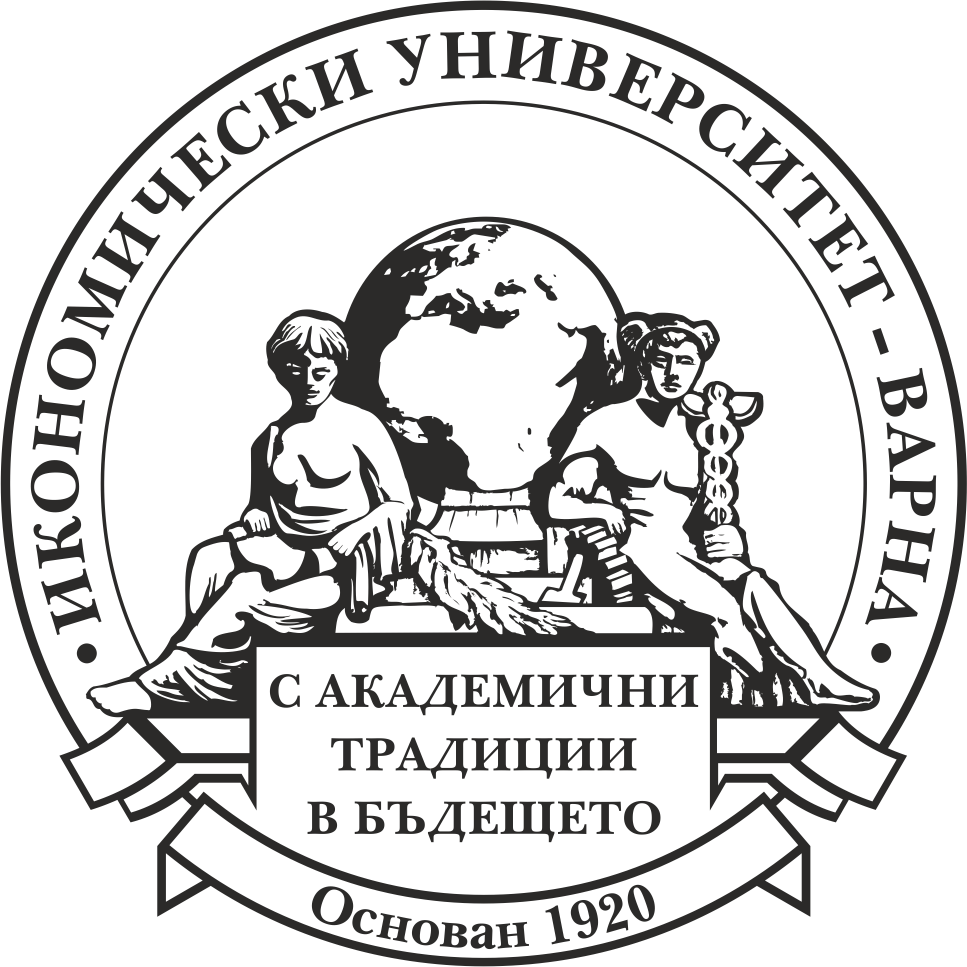 • ИКОНОМИЧЕСКИ УНИВЕРСИТЕТ - ВАРНА •
С АКАДЕМИЧНИ
ТРАДИЦИИ
В БЪДЕЩЕТО
Основан 1920